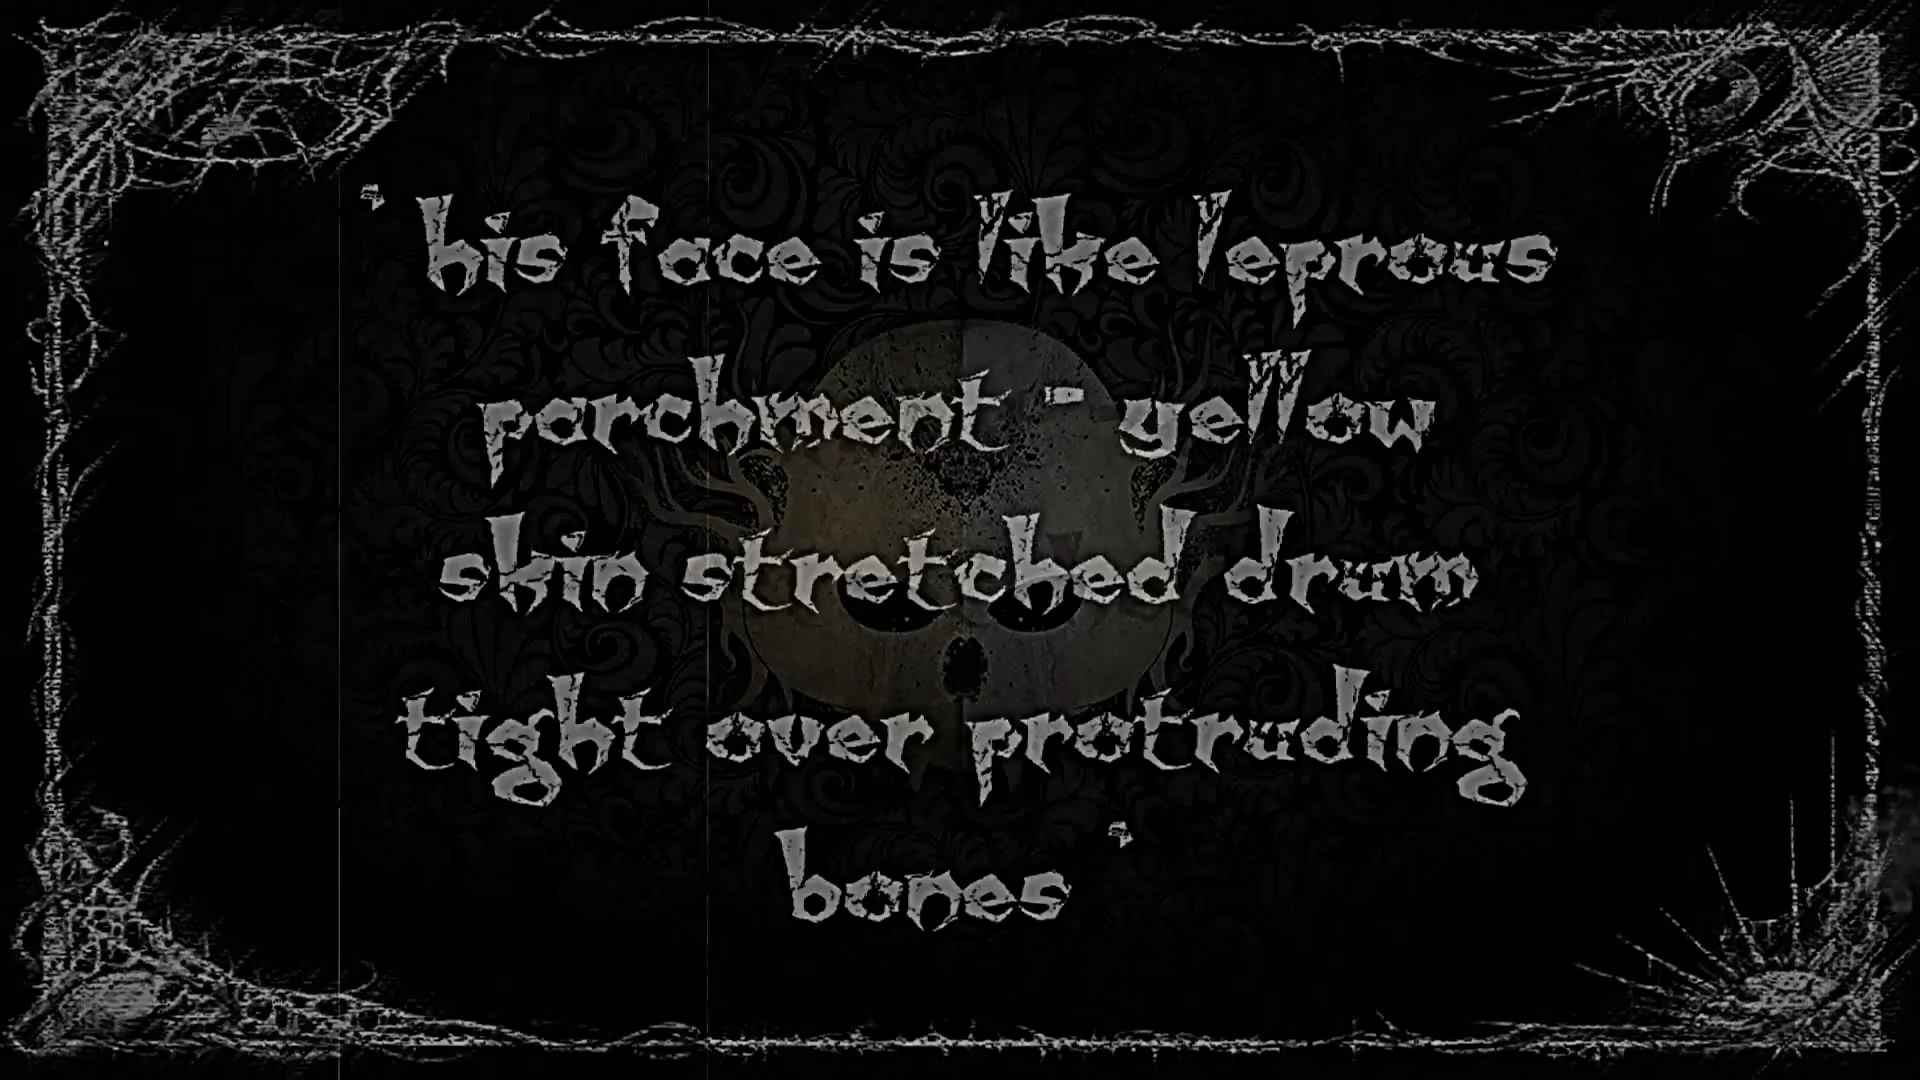 " his face is like leprous
parchment - yellow
skin stretched drum
tight over protruding
bones "